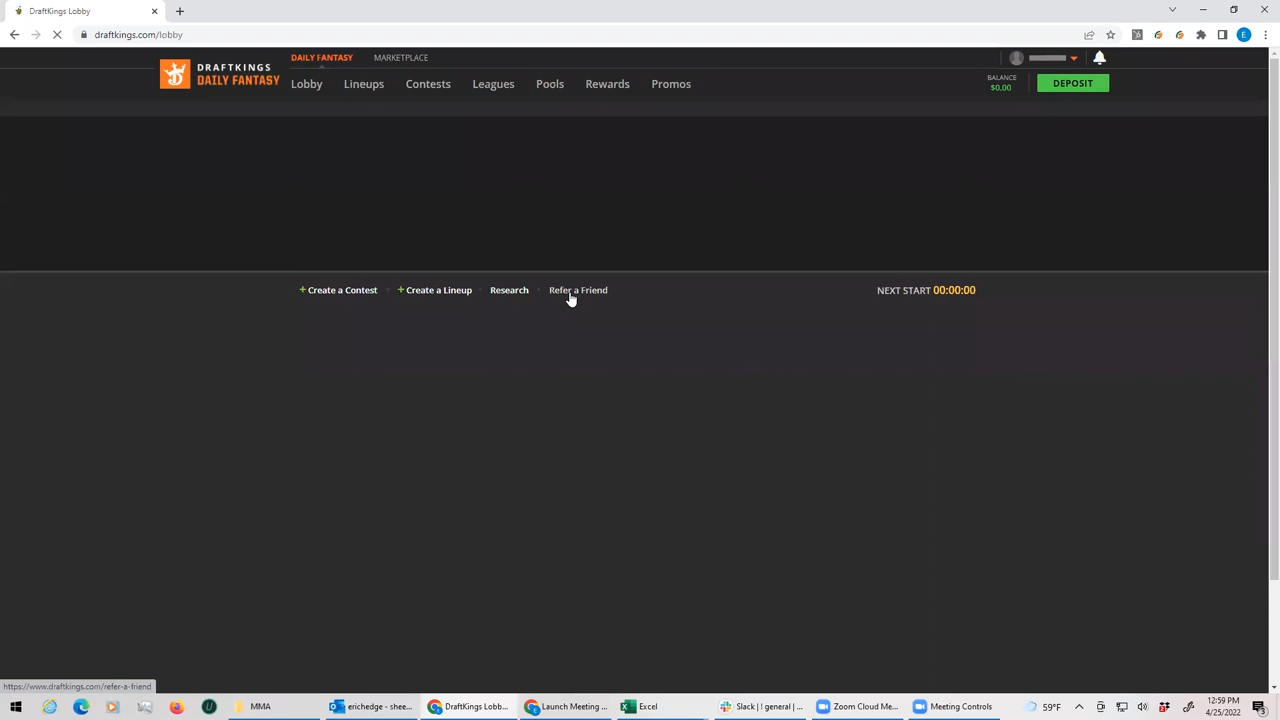 DraftKings Lobby
draftkings.com/lobby
E
DRAFTKINGS
DAILY FANTASY
DAILY FANTASY MARKETPLACE
Lobby Lineups Contests Leagues Pools Rewards Promos
BALANCE
$0.00
DEPOSIT
+ Create a Contest + Create a Lineup Research Refer a Friend
NEXT START 00:00:00
https://www.draftkings.com/refer-a-friend
MMA
erichedge - shee...
DraftKings Lobb...
Launch Meeting ...
Excel
Slack | ! general | ...
Zoom Cloud Me...
Meeting Controls
59°F
12:59 PM
4/25/2022
3